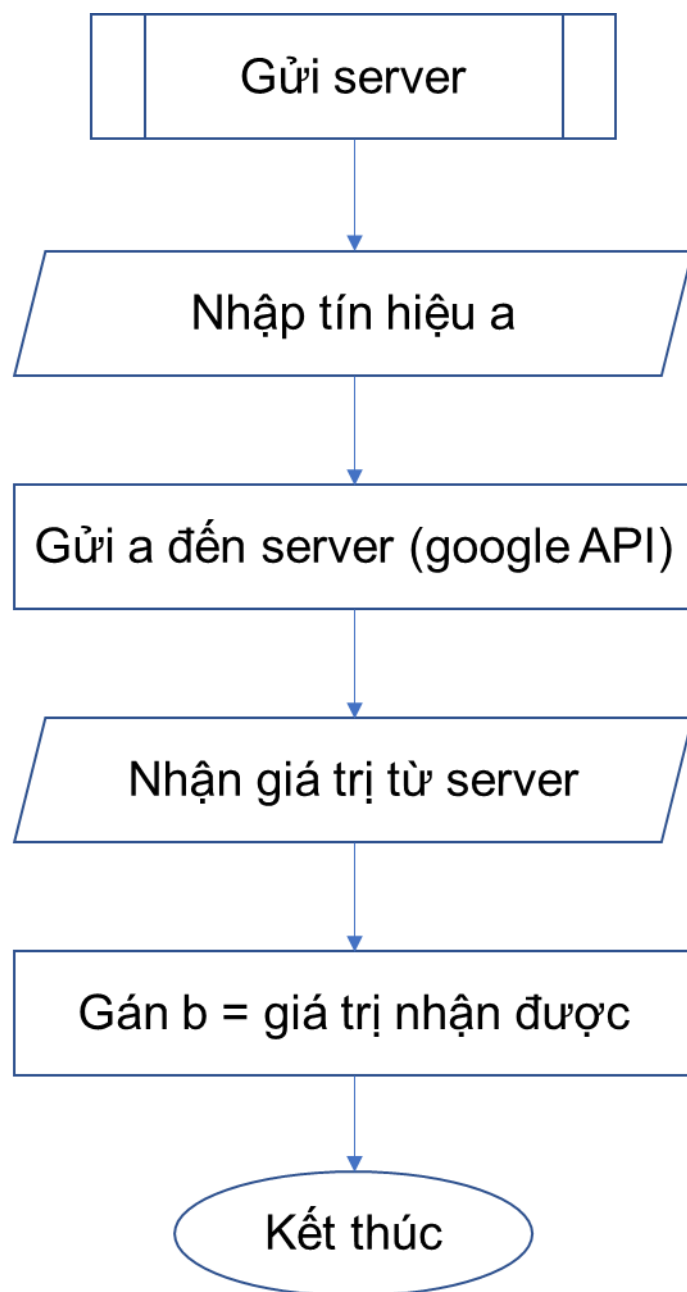 Gửi server
Nhập tín hiệu a
Gửi a đến server (google API)
Nhận giá trị từ server
Gán b = giá trị nhận được
Kết thúc